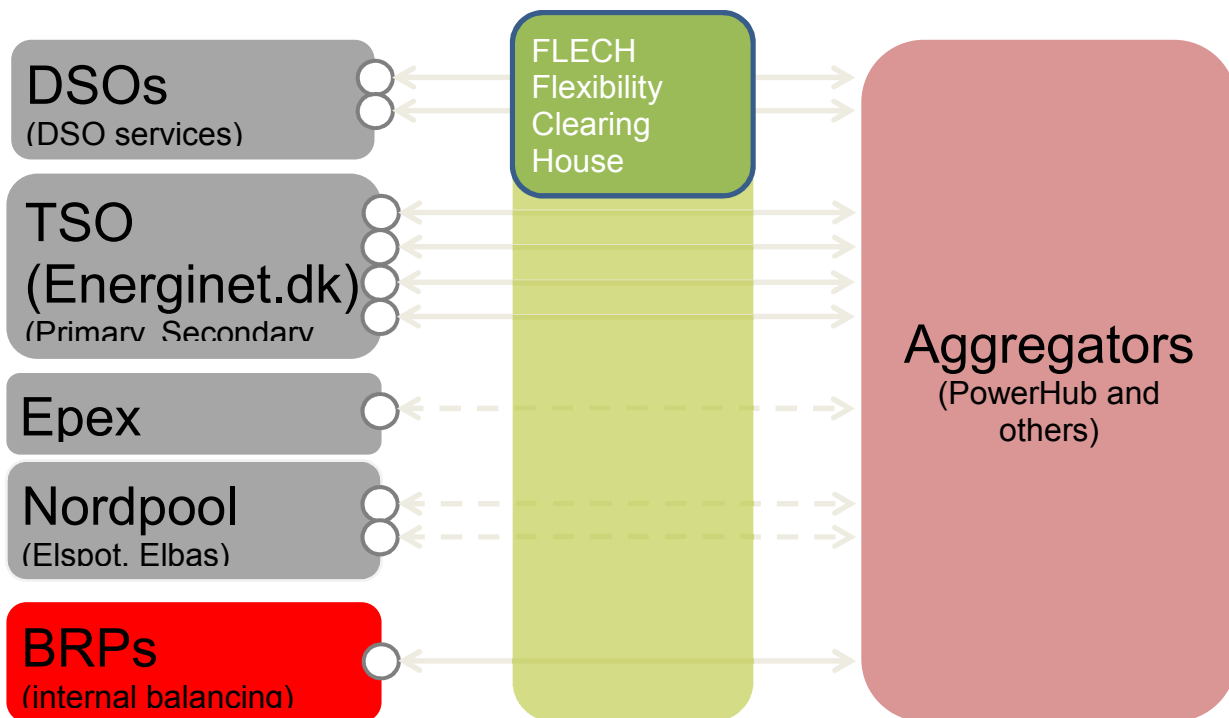 DSOs
(DSO services)
FLECH
Flexibility
Clearing
House
TSO
(Energinet.dk)
(Primary, Secondary
Epex
Nordpool
(Elspot, Elbas)
BRPs
(internal balancing)
Aggregators
(PowerHub and
others)